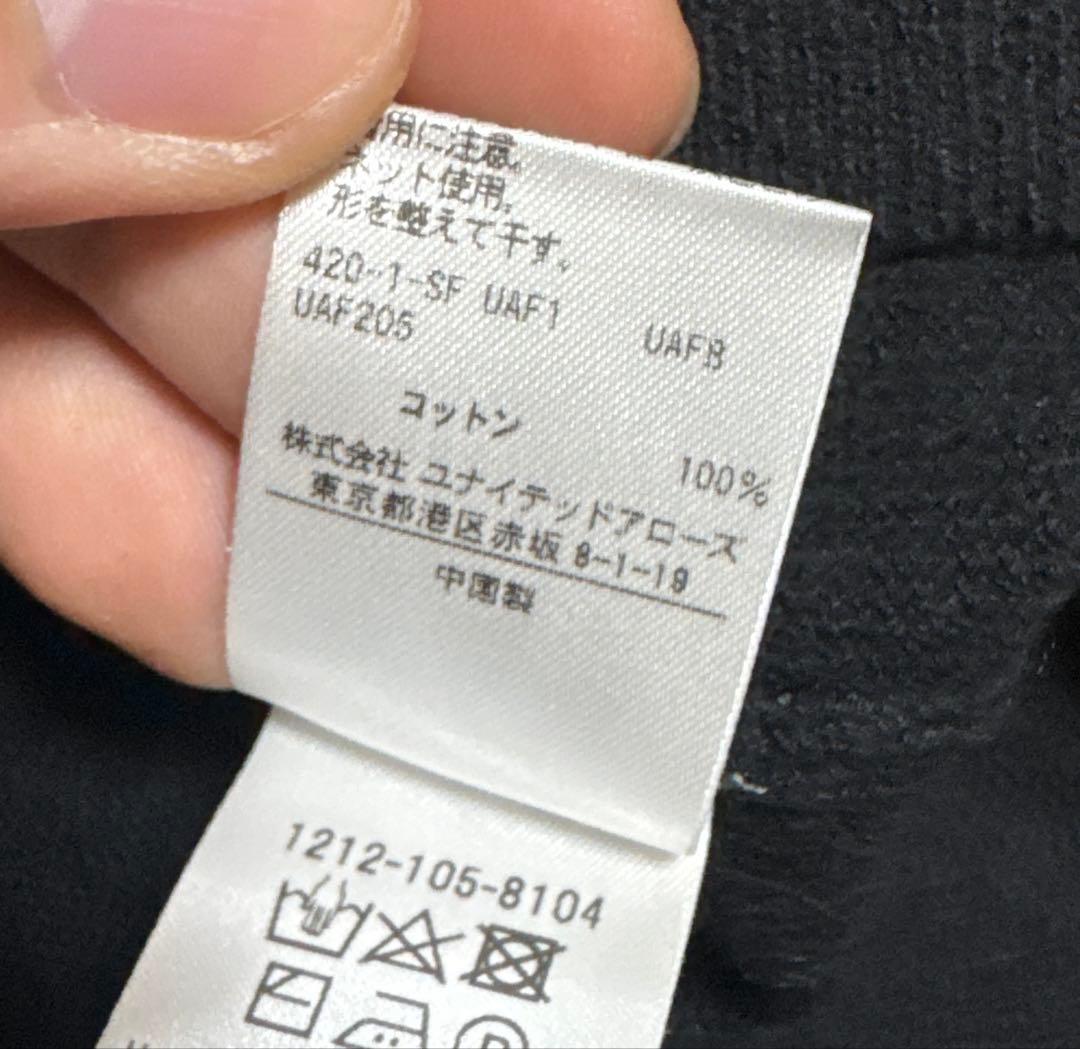 用に注意。
ネット使用。
形を整えて干す。
420-1-SF UAF1 UAF8
UAF205
コットン 100%
株式会社 ユナイテッドアローズ
東京都港区赤坂 8-1-19
中国製
1212-105-8104